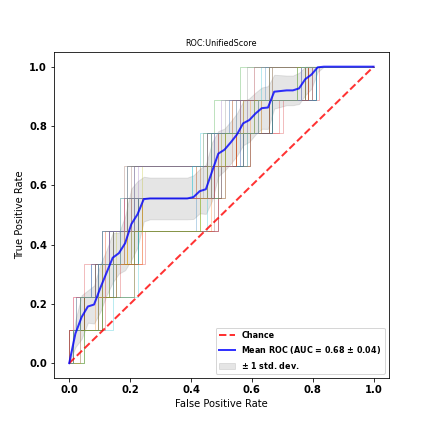 ROC:UnifiedScore
1.0
0.8
0.6
0.4
0.2
0.0
True Positive Rate
Chance
Mean ROC (AUC = 0.68 ± 0.04)
± 1 std. dev.
0.0 0.2 0.4 0.6 0.8 1.0
False Positive Rate